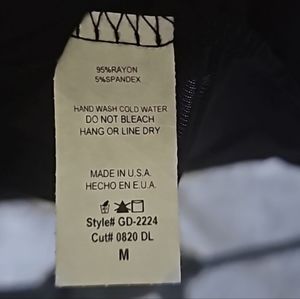 95%RAYON
5%SPANDEX
HAND WASH COLD WATER
DO NOT BLEACH
HANG OR LINE DRY
MADE IN U.S.A.
HECHO EN E.U.A.
Style# GD-2224
Cut# 0820 DL
M